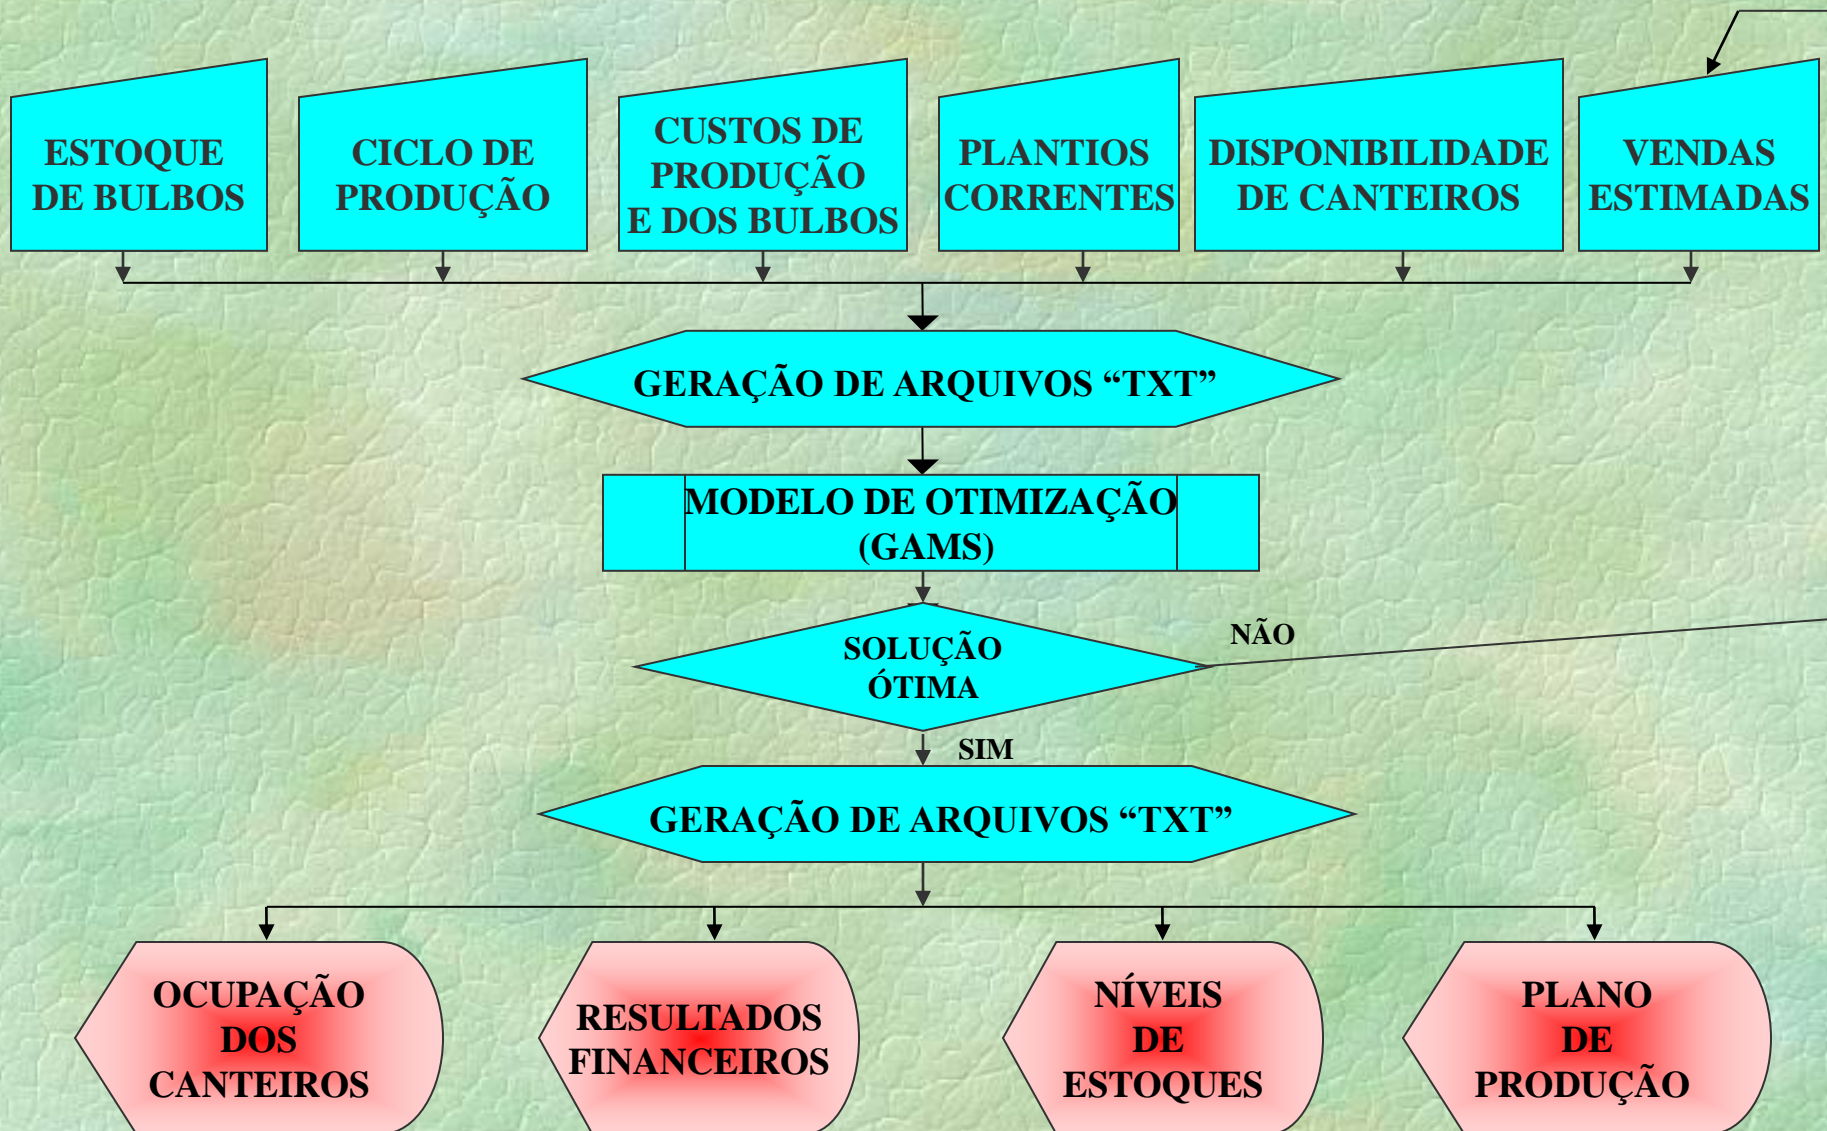 ESTOQUE
DE BULBOS
CICLO DE
PRODUÇÃO
CUSTOS DE
PRODUÇÃO
E DOS BULBOS
PLANTIOS
CORRENTES
DISPONIBILIDADE
DE CANTEIROS
VENDAS
ESTIMADAS
GERAÇÃO DE ARQUIVOS “TXT”
MODELO DE OTIMIZAÇÃO
(GAMS)
SOLUÇÃO
ÓTIMA
NÃO
SIM
GERAÇÃO DE ARQUIVOS “TXT”
OCUPAÇÃO
DOS
CANTEIROS
RESULTADOS
FINANCEIROS
NÍVEIS
DE
ESTOQUES
PLANO
DE
PRODUÇÃO